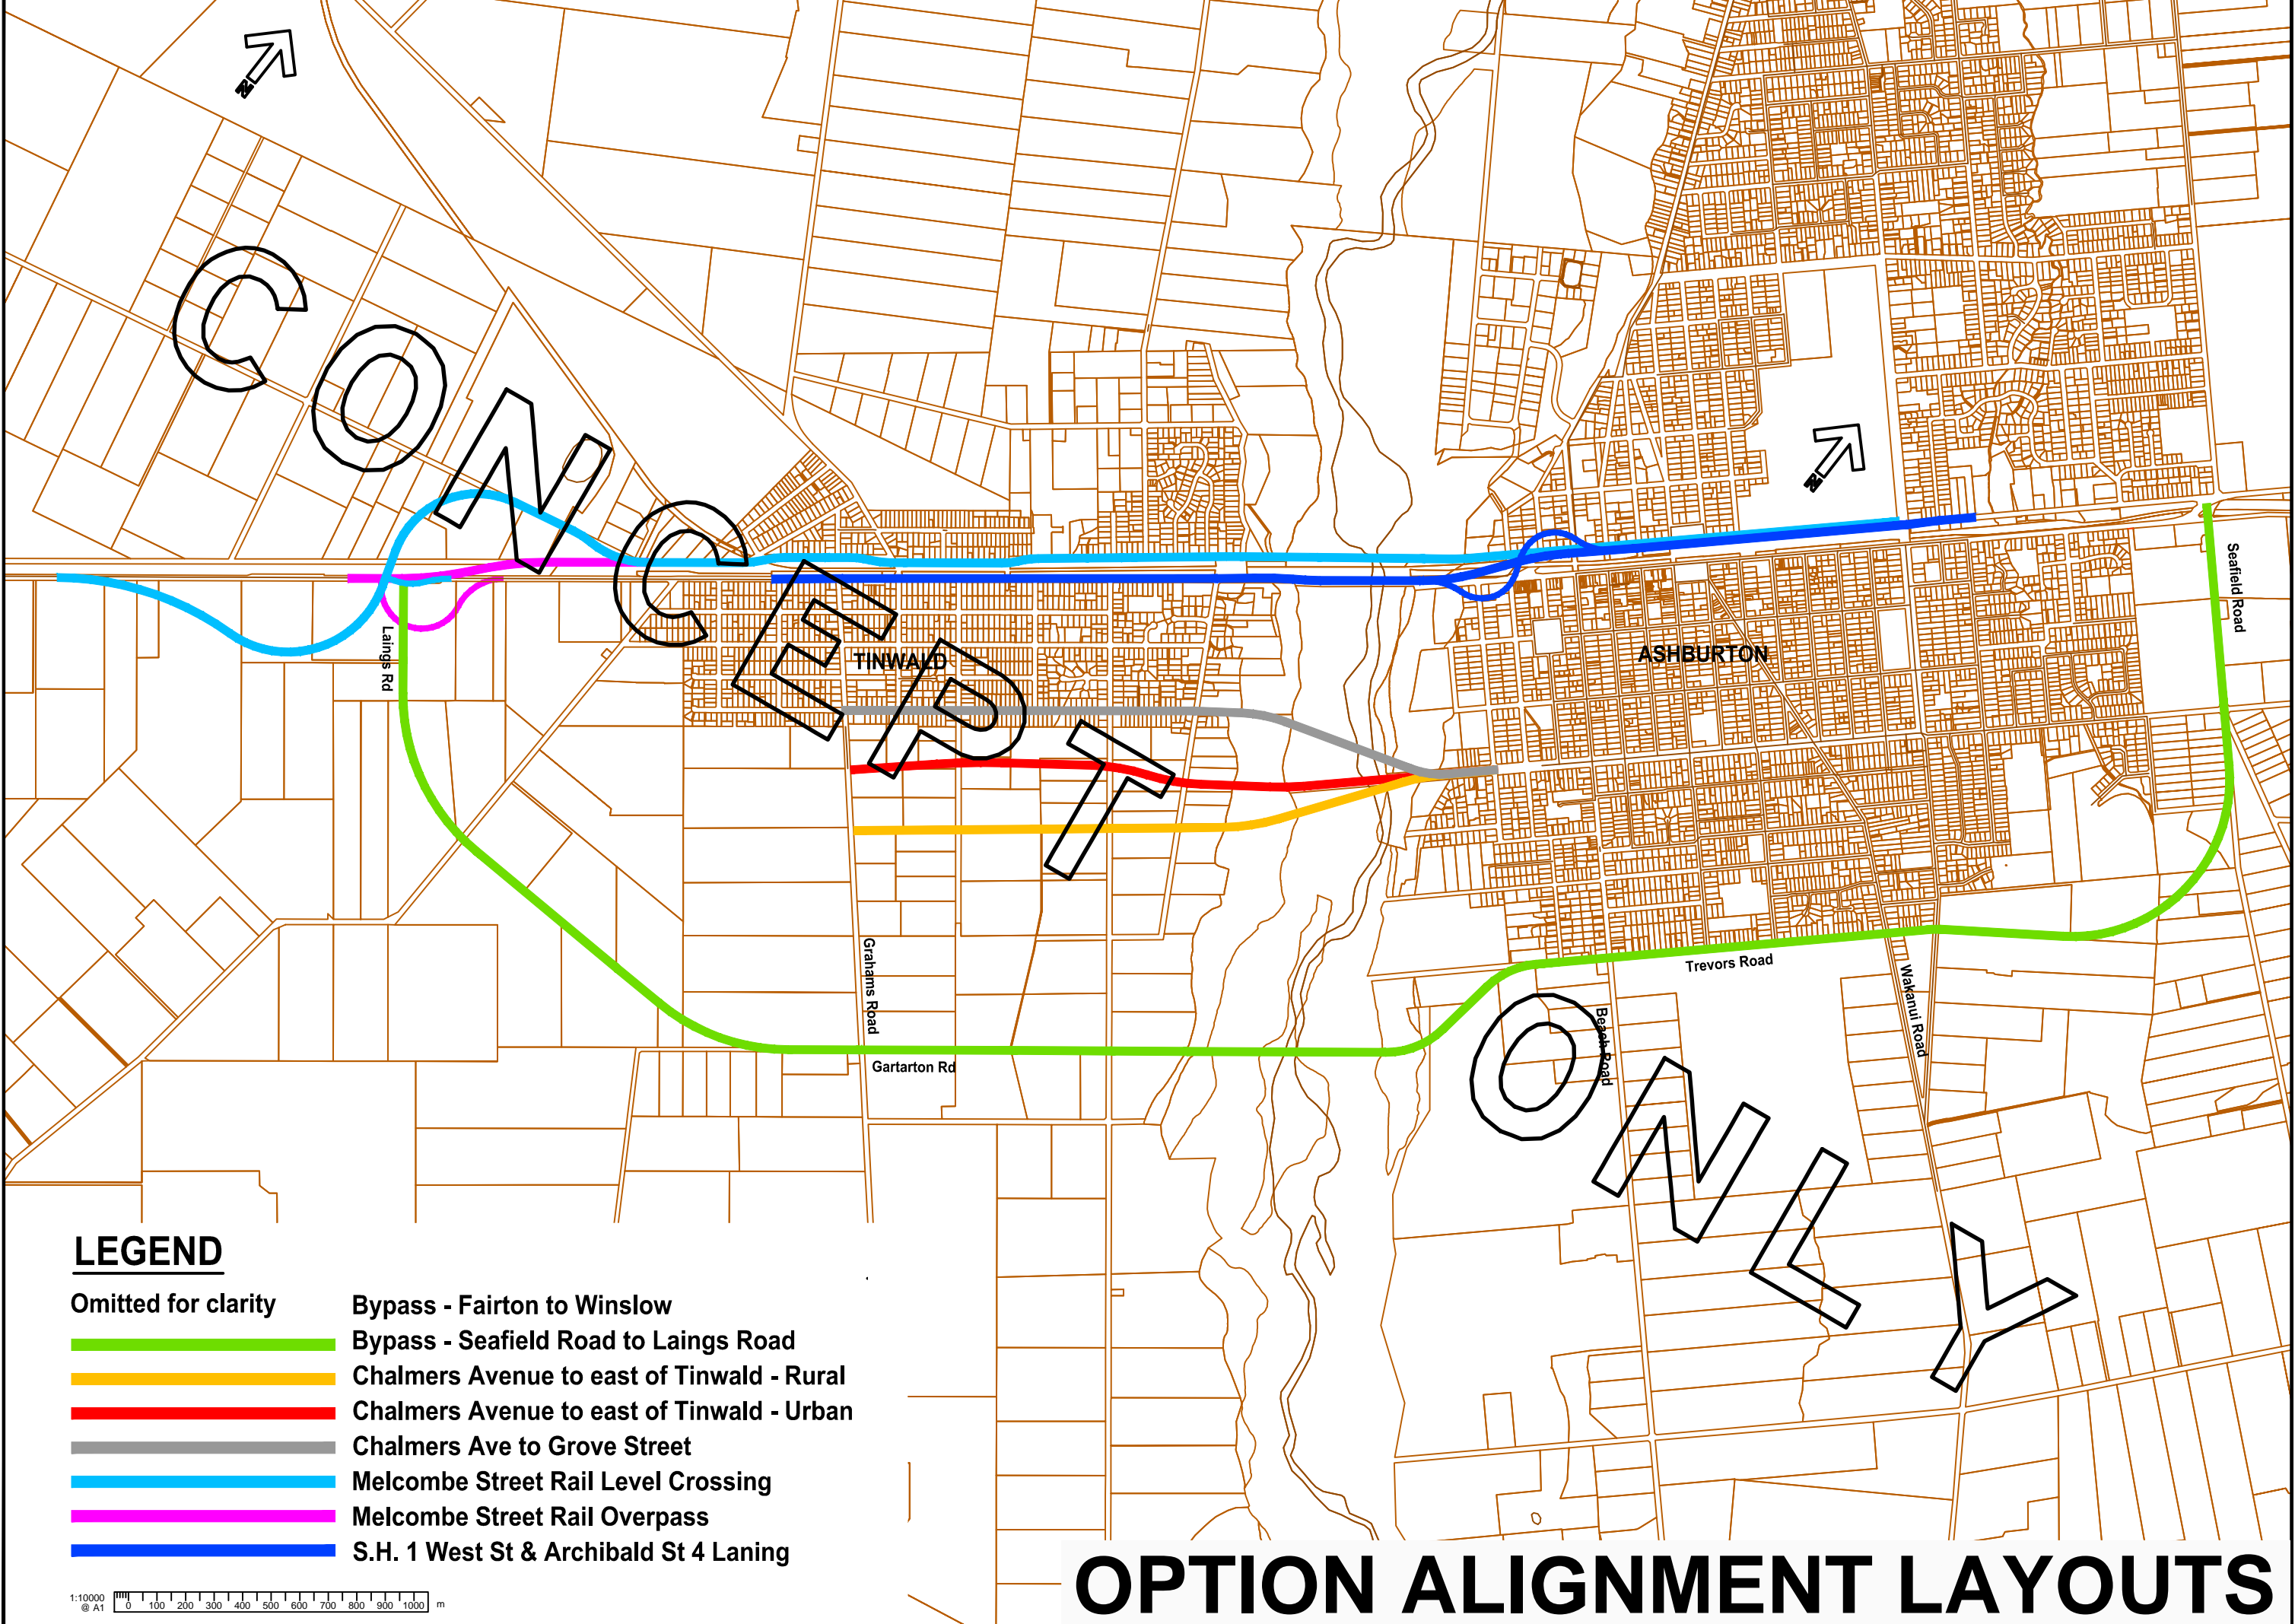 N
CONCEPT
N
Seafield Road
Laings Rd
TINWALD
ASHBURTON
Grahams Road
Trevors Road
Wakanui Road
Beach Road
Gartarton Rd
ONLY
LEGEND
Omitted for clarity Bypass - Fairton to Winslow
Bypass - Seafield Road to Laings Road
Chalmers Avenue to east of Tinwald - Rural
Chalmers Avenue to east of Tinwald - Urban
Chalmers Ave to Grove Street
Melcombe Street Rail Level Crossing
Melcombe Street Rail Overpass
S.H. 1 West St & Archibald St 4 Laning
1:10000
@ A1
0 100 200 300 400 500 600 700 800 900 1000 m
OPTION ALIGNMENT LAYOUTS